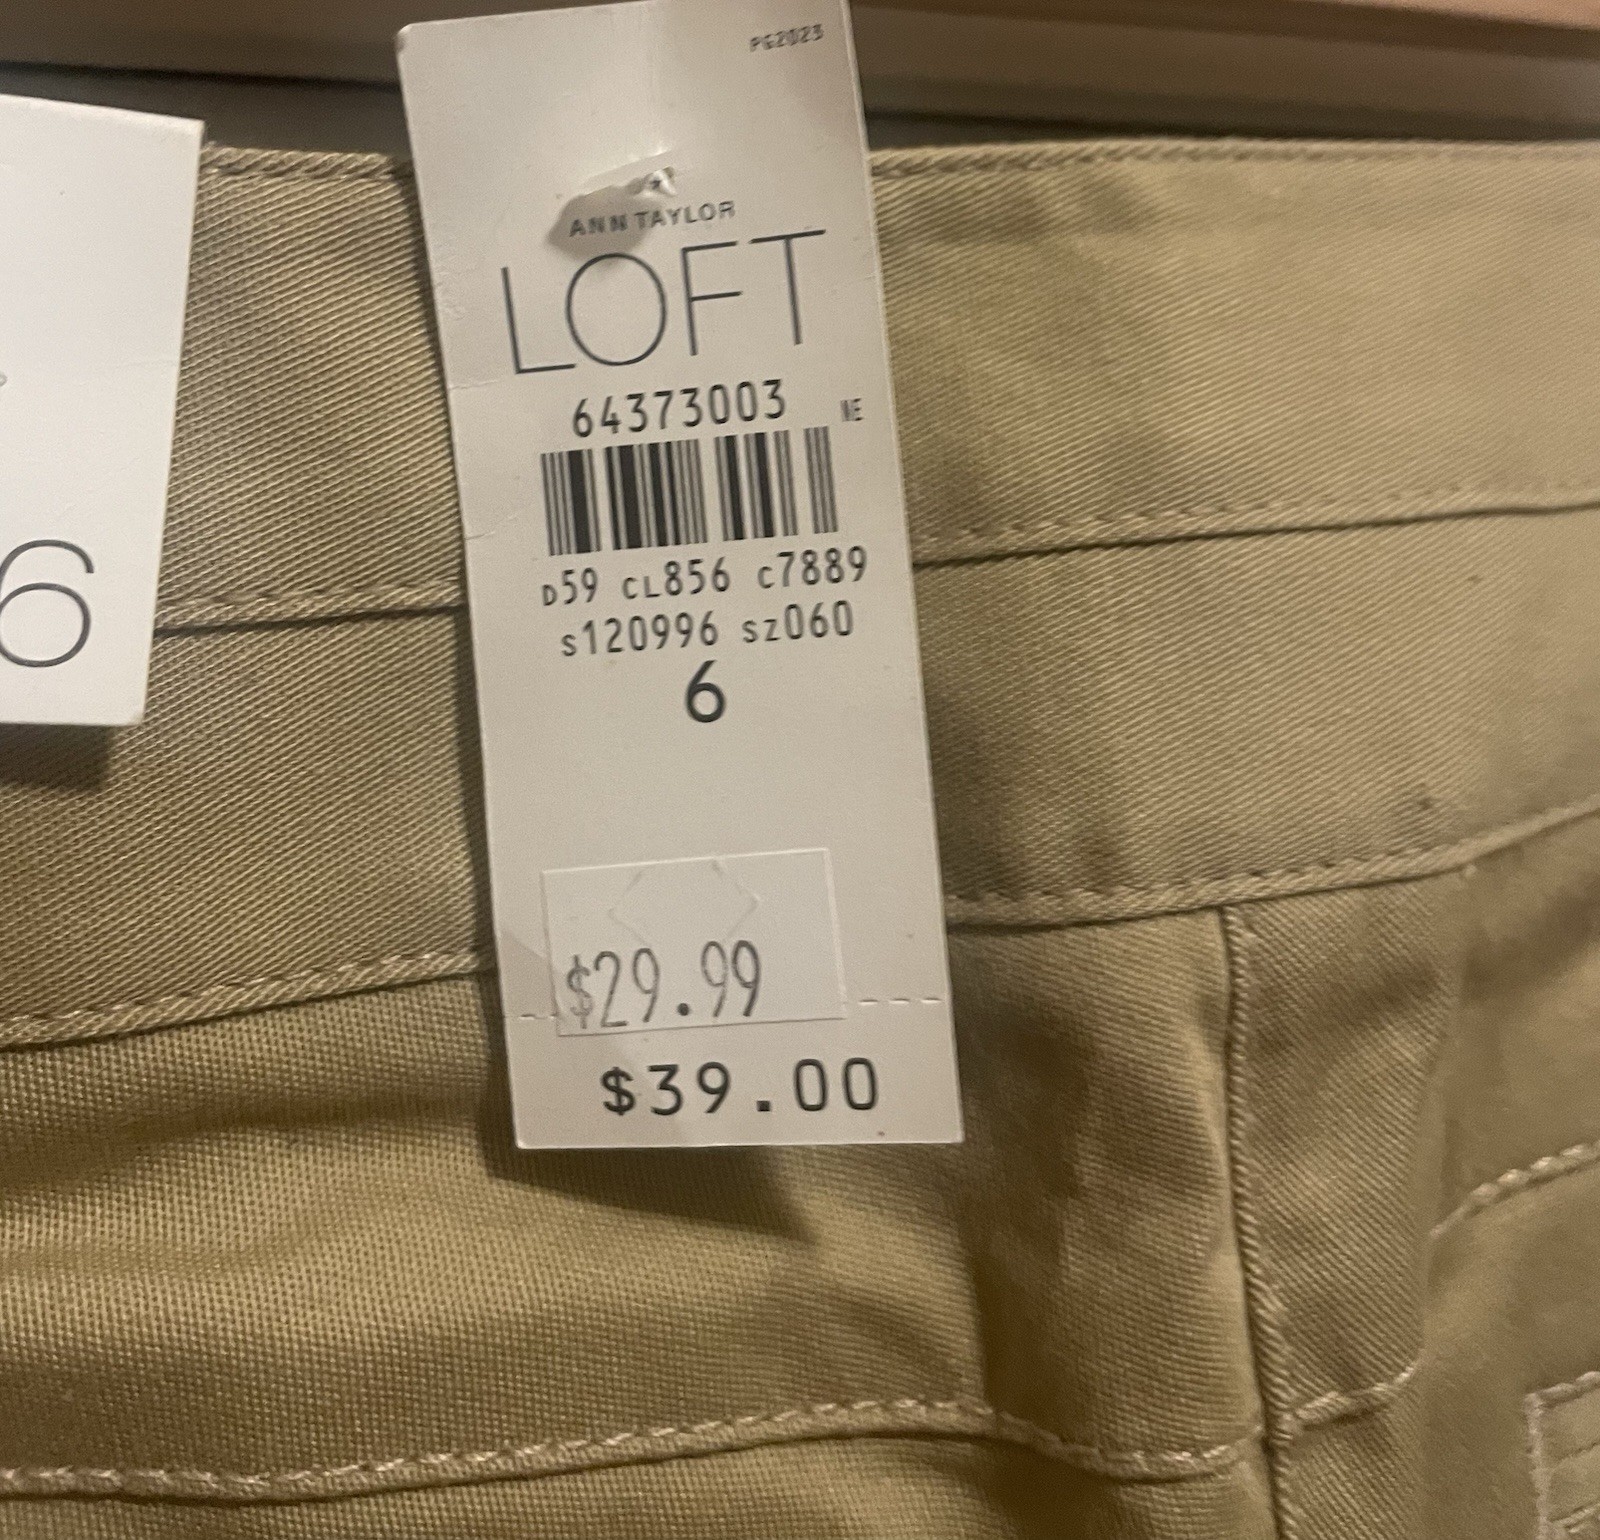 PG2023
ANN TAYLOR
LOFT
64373003 NE
D59 CL856 C7889
S120996 SZ060
6
$29.99
$39.00
6